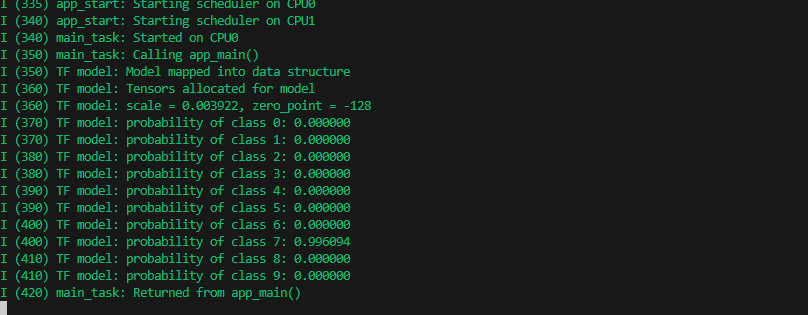 I (335) app_start: Starting scheduler on CPU0
I (340) app_start: Starting scheduler on CPU1
I (340) main_task: Started on CPU0
I (350) main_task: Calling app_main()
I (350) TF model: Model mapped into data structure
I (360) TF model: Tensors allocated for model
I (360) TF model: scale = 0.003922, zero_point = -128
I (370) TF model: probability of class 0: 0.000000
I (370) TF model: probability of class 1: 0.000000
I (380) TF model: probability of class 2: 0.000000
I (380) TF model: probability of class 3: 0.000000
I (390) TF model: probability of class 4: 0.000000
I (390) TF model: probability of class 5: 0.000000
I (400) TF model: probability of class 6: 0.000000
I (400) TF model: probability of class 7: 0.996094
I (410) TF model: probability of class 8: 0.000000
I (410) TF model: probability of class 9: 0.000000
I (420) main_task: Returned from app_main()